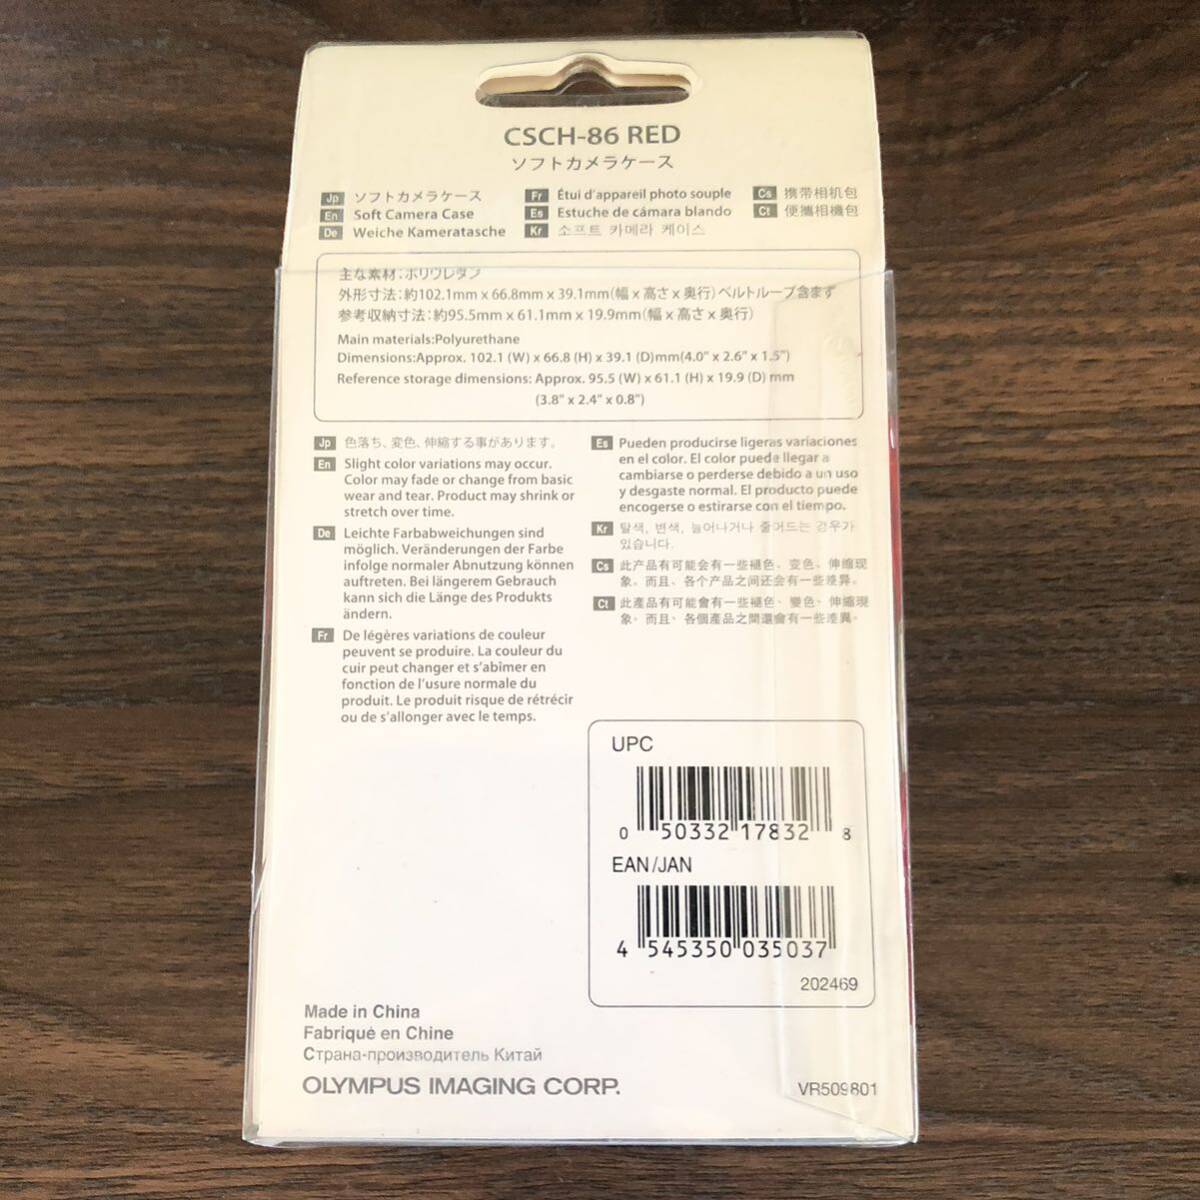 CSCH-86 RED
ソフトカメラケース
Jp ソフトカメラケース
En Soft Camera Case
De Weiche Kameratasche
Fr Étui d'appareil photo souple
Es Estuche de cámara blando
Kr 소프트 카메라 케이스
Cs 携带相机包
Ct 便攜相機包
主な素材:ポリウレタン
外形寸法:約102.1mm x 66.8mm x 39.1mm(幅 x 高さ x 奥行)ベルトループ含まず
参考収納寸法:約95.5mm x 61.1mm x 19.9mm(幅 x 高さ x 奥行)
Main materials:Polyurethane
Dimensions:Approx. 102.1 (W) x 66.8 (H) x 39.1 (D)mm(4.0" x 2.6" x 1.5")
Reference storage dimensions: Approx. 95.5 (W) x 61.1 (H) x 19.9 (D) mm
(3.8" x 2.4" x 0.8")
Jp 色落ち、変色、伸縮する事があります。
En Slight color variations may occur.
Color may fade or change from basic
wear and tear. Product may shrink or
stretch over time.
De Leichte Farbabweichungen sind
möglich. Veränderungen der Farbe
infolge normaler Abnutzung können
auftreten. Bei längerem Gebrauch
kann sich die Länge des Produkts
ändern.
Fr De légères variations de couleur
peuvent se produire. La couleur du
cuir peut changer et s'abîmer en
fonction de l'usure normale du
produit. Le produit risque de rétrécir
ou de s'allonger avec le temps.
Es Pueden producirse ligeras variaciones
en el color. El color puede llegar a
cambiarse o perderse debido a un uso
y desgaste normal. El producto puede
encogerse o estirarse con el tiempo.
Kr 탈색, 변색, 늘어나거나 줄어드는 경우가
있습니다.
Cs 此产品有可能会有一些褪色、变色、伸缩现
象。而且、各个产品之间还会有一些差异。
Ct 此產品有可能會有一些褪色、變色、伸縮現
象。而且、各個產品之間還會有一些差異。
UPC
0 50332 17832 8
EAN/JAN
4 545350 035037
202469
Made in China
Fabriqué en Chine
Страна-производитель Китай
OLYMPUS IMAGING CORP.
VR509801